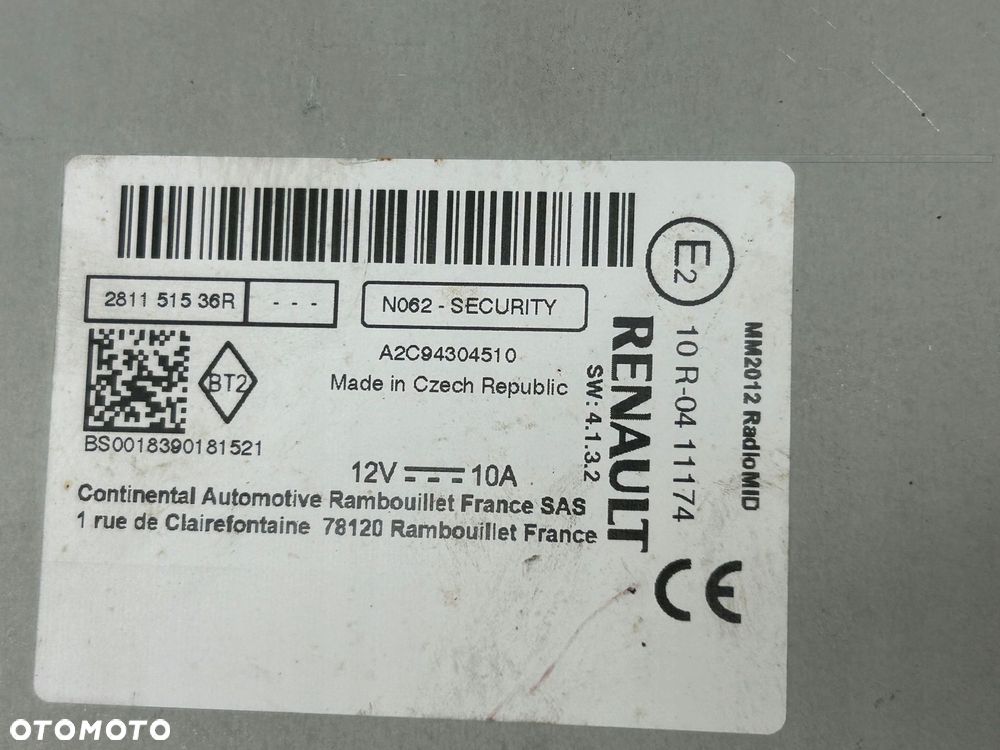 2811 515 36R - - -
N062 - SECURITY
A2C94304510
Made in Czech Republic
BT2
BS0018390181521
12V 10A
Continental Automotive Rambouillet France SAS
1 rue de Clairefontaine 78120 Rambouillet France
SW: 4.1.3.2
RENAULT
E2
10 R-04 11174
MM2012 RadioMID
CE
OTOMOTO